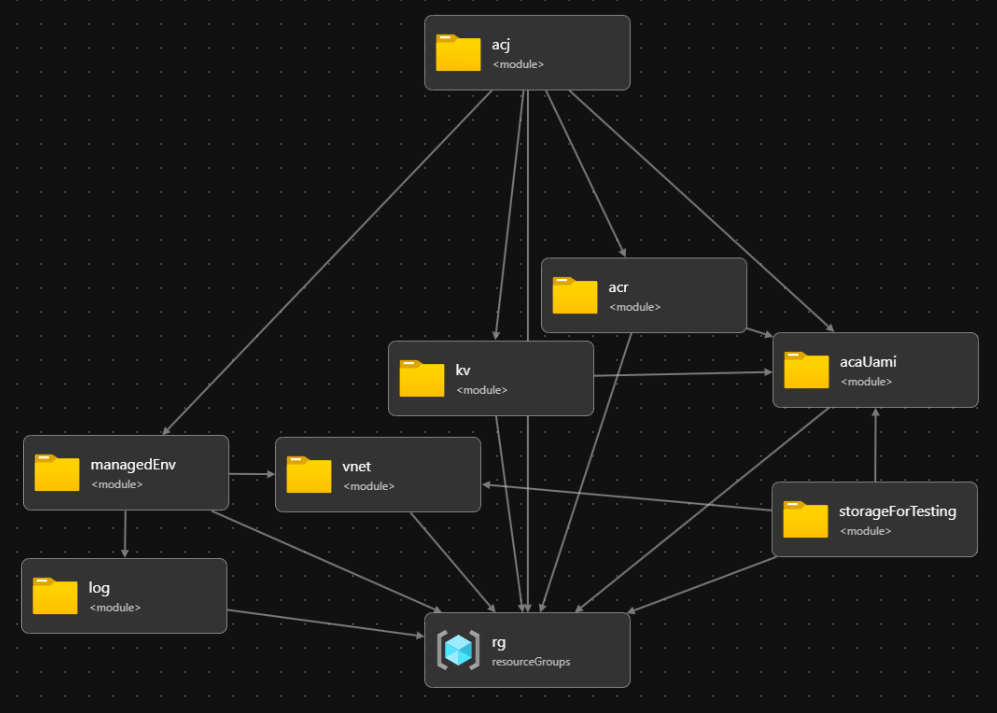 acj
<module>
acr
<module>
kv
<module>
acaUami
<module>
managedEnv
<module>
vnet
<module>
storageForTesting
<module>
log
<module>
rg
resourceGroups